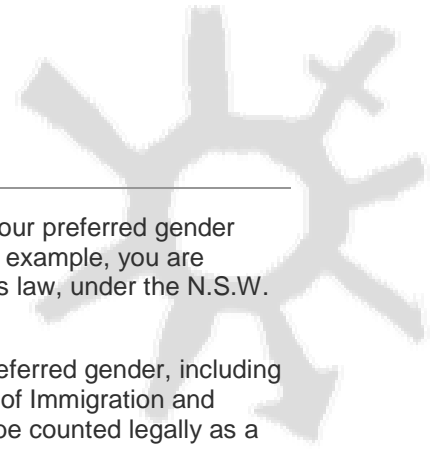 our preferred gender
example, you are
s law, under the N.S.W.
eferred gender, including
of Immigration and
be counted legally as a